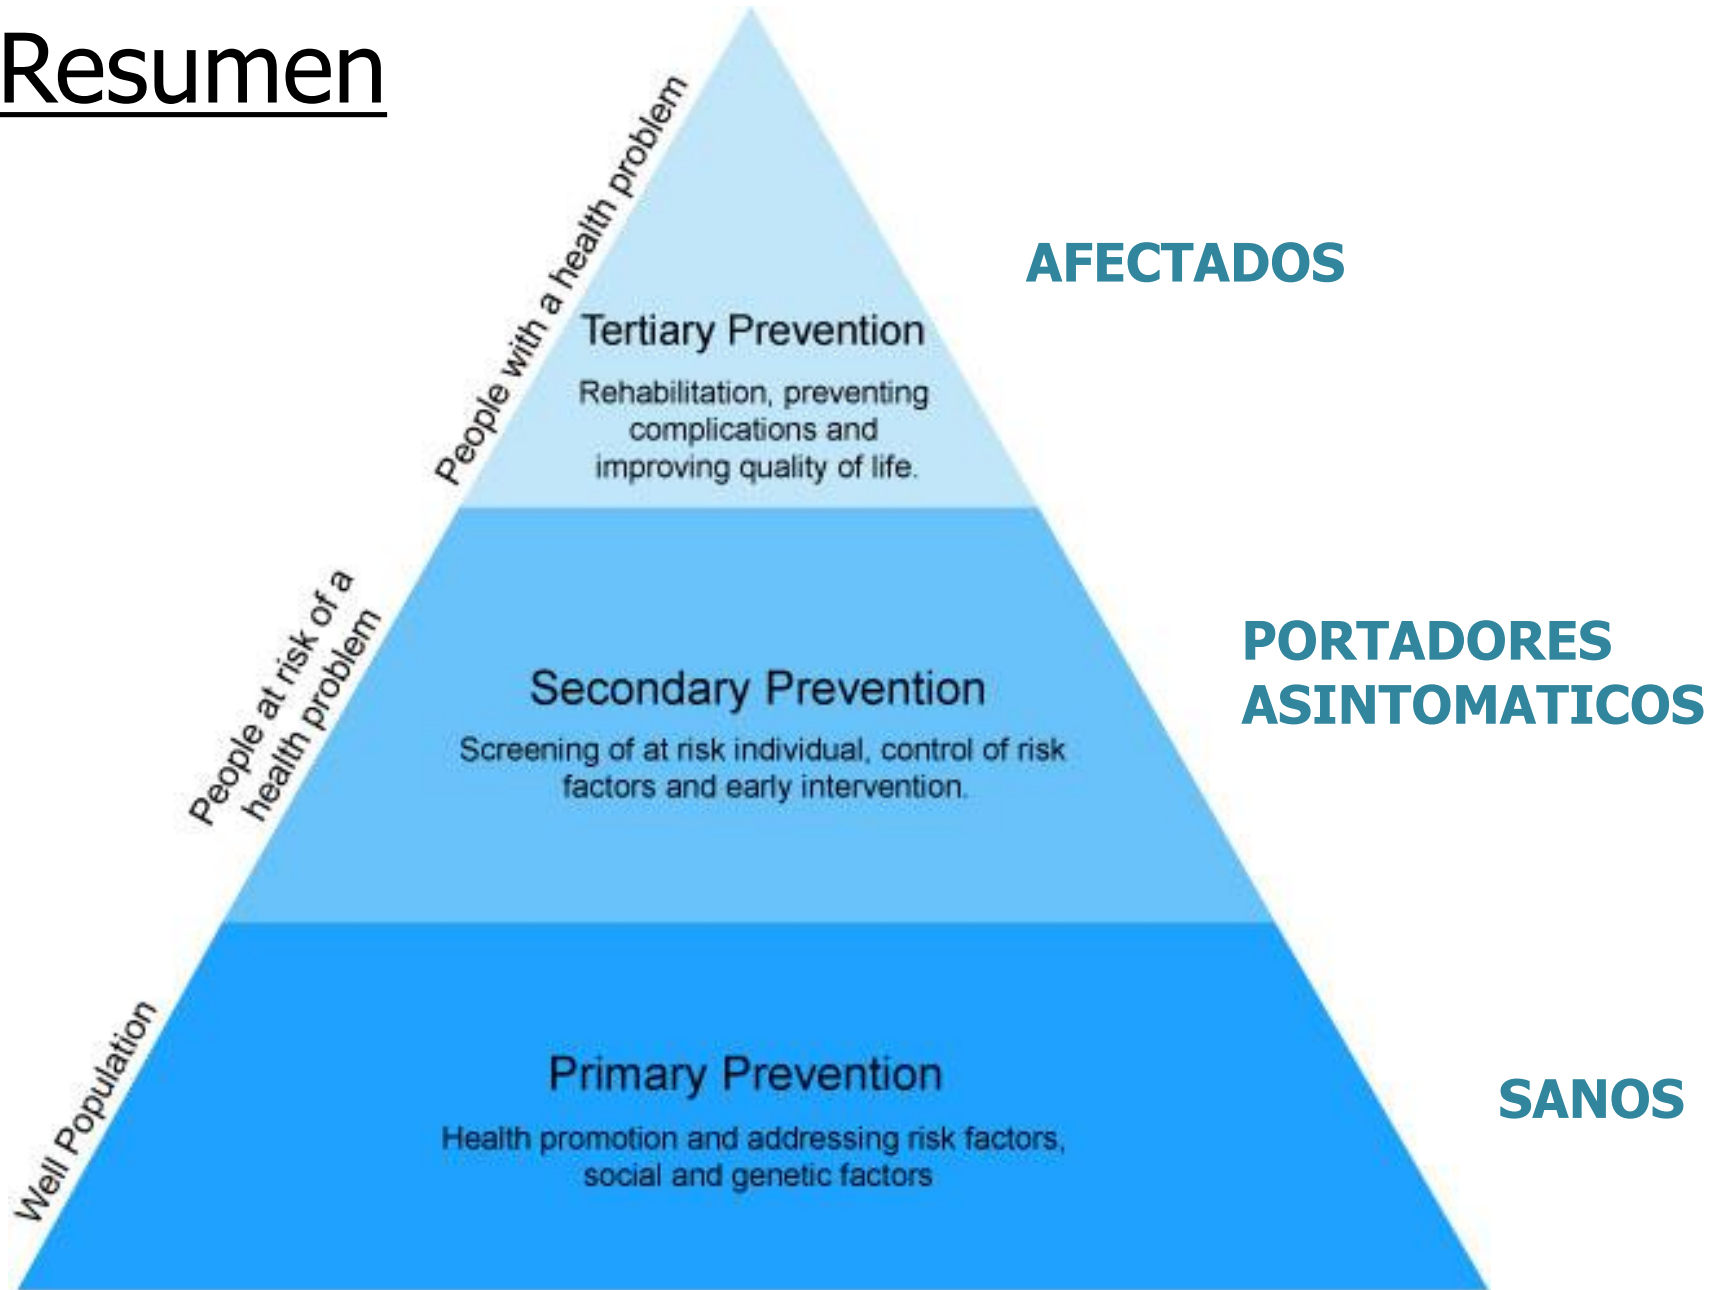 Resumen
People with a health problem
AFECTADOS
Tertiary Prevention
Rehabilitation, preventing
complications and
improving quality of life.
People at risk of a
health problem
PORTADORES
ASINTOMATICOS
Secondary Prevention
Screening of at risk individual, control of risk
factors and early intervention.
Well Population
Primary Prevention
Health promotion and addressing risk factors,
social and genetic factors
SANOS